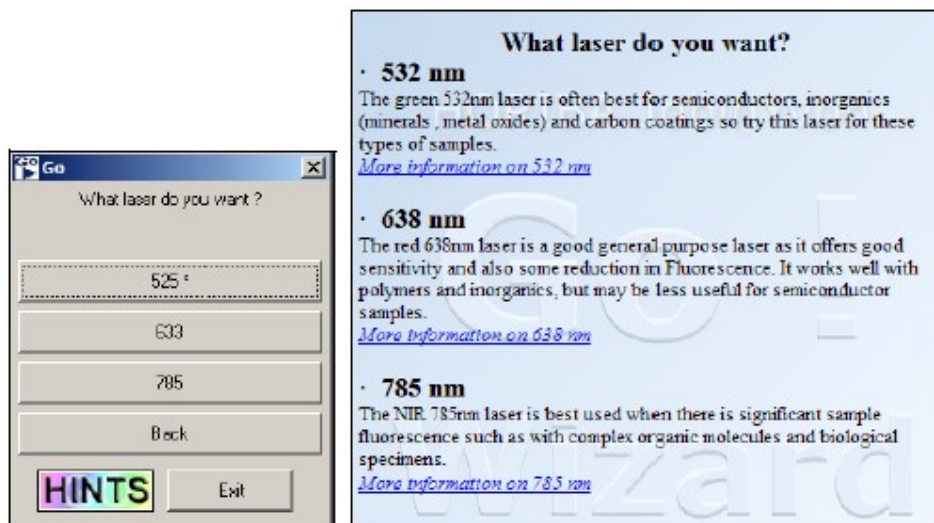 Go
What laser do you want ?
525 *
633
785
Back
HINTS
Exit
What laser do you want?
· 532 nm
The green 532nm laser is often best for semiconductors, inorganics
(minerals , metal oxides) and carbon coatings so try this laser for these
types of samples.
More information on 532 nm
· 638 nm
The red 638nm laser is a good general purpose laser as it offers good
sensitivity and also some reduction in Fluorescence. It works well with
polymers and inorganics, but may be less useful for semiconductor
samples.
More information on 638 nm
· 785 nm
The NIR 785nm laser is best used when there is significant sample
fluorescence such as with complex organic molecules and biological
specimens.
More information on 785 nm
Go !
Wizard